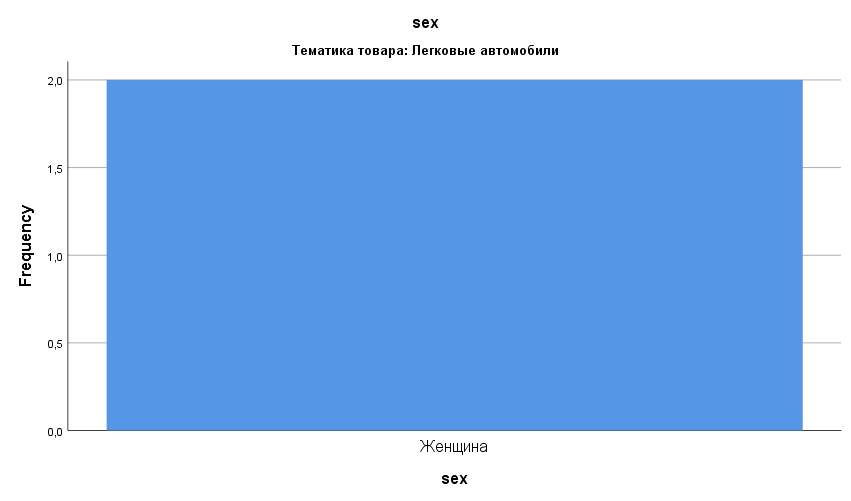 sex
Тематика товара: Легковые автомобили
2,0
1,5
1,0
0,5
0,0
Frequency
Женщина
sex